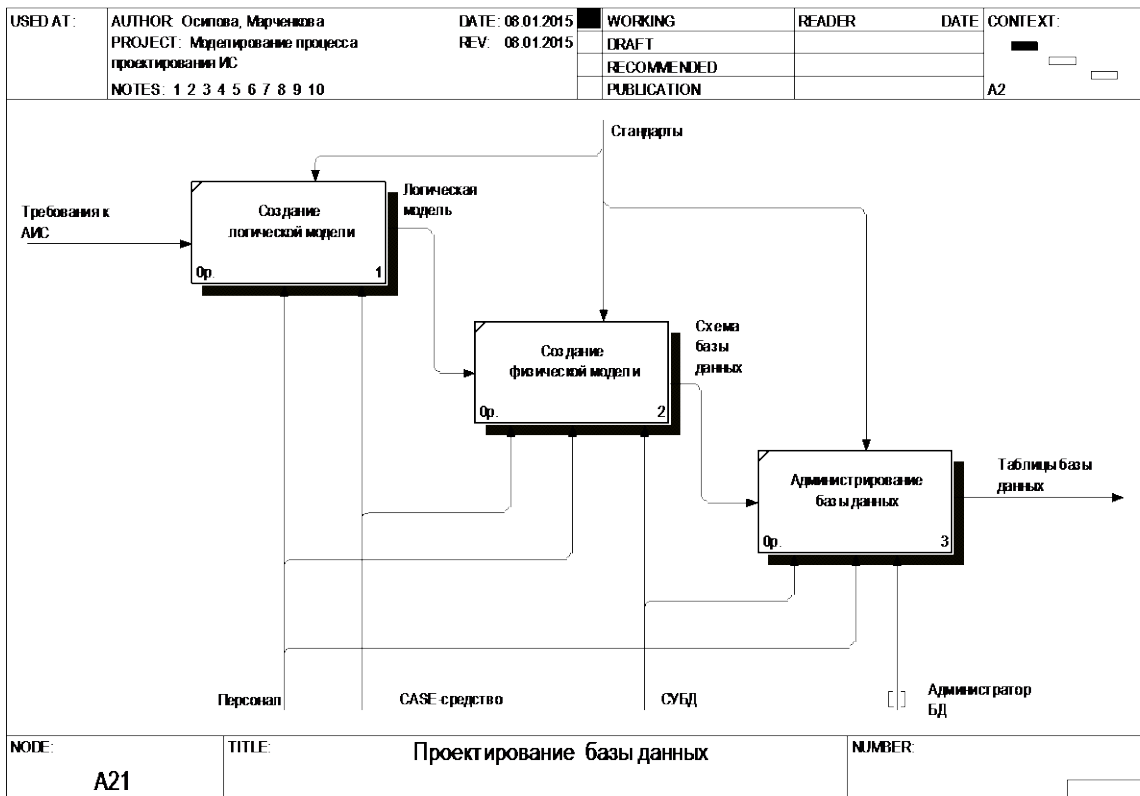 USED AT:
AUTHOR: Осипова, Марченкова
DATE: 08.01.2015
PROJECT: Моделирование процесса
проектирования ИС
REV: 08.01.2015
NOTES: 1 2 3 4 5 6 7 8 9 10
WORKING
DRAFT
RECOMMENDED
PUBLICATION
READER
DATE
CONTEXT:
A2
Стандарты
Требования к
АИС
Создание
логической модели
0р.
1
Логическая
модель
Создание
физической модели
0р.
2
Схема
базы
данных
Администрирование
базы данных
0р.
3
Таблицы базы
данных
Персонал
CASE-средство
СУБД
Администратор
БД
NODE:
A21
TITLE:
Проектирование базы данных
NUMBER: